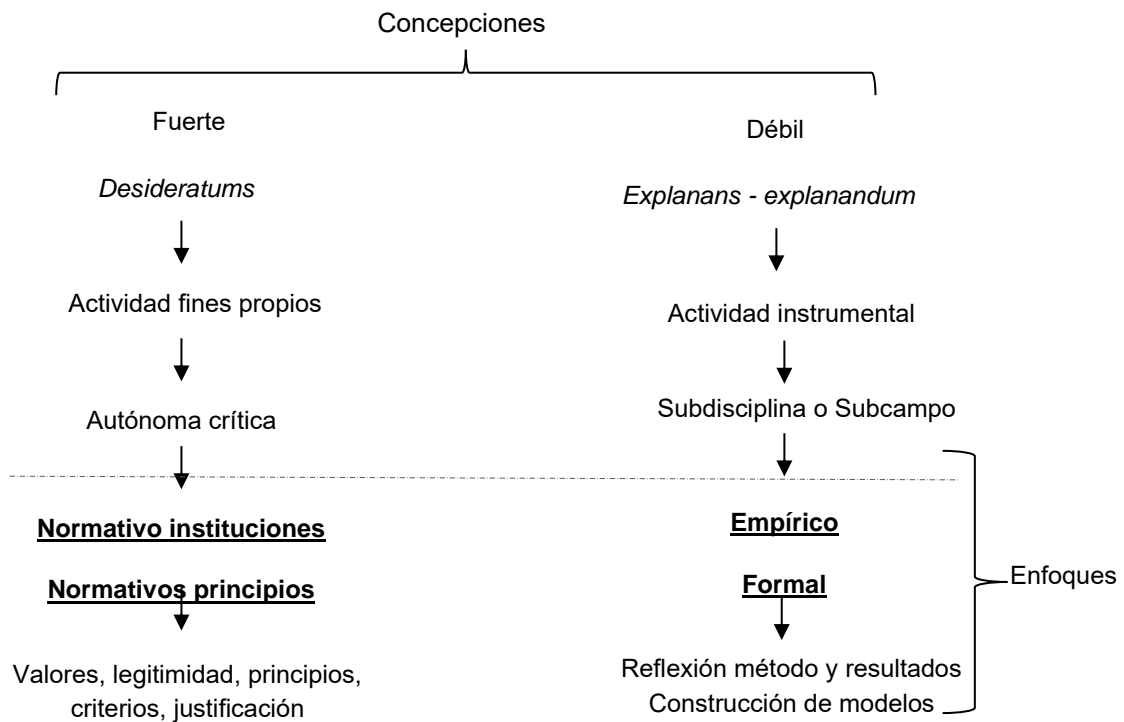 Concepciones
Fuerte
Débil
Desideratums
Explanans - explanandum
Actividad fines propios
Actividad instrumental
Autónoma crítica
Subdisciplina o Subcampo
Normativo instituciones
Empírico
Normativos principios
Formal
Enfoques
Valores, legitimidad, principios,
criterios, justificación
Reflexión método y resultados
Construcción de modelos